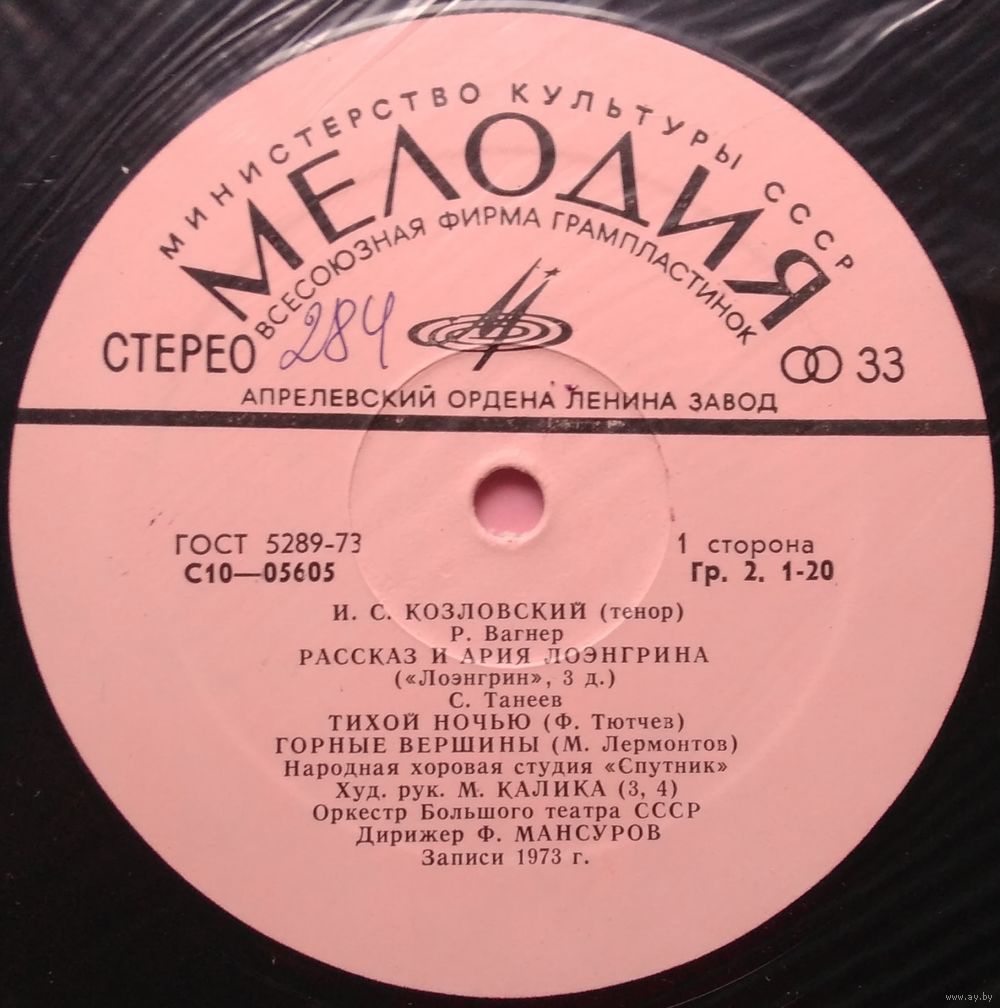 МИНИСТЕРСТВО КУЛЬТУРЫ СССР
МЕЛОДИЯ
ВСЕСОЮЗНАЯ ФИРМА ГРАМПЛАСТИНОК
СТЕРЕО 284 33
АПРЕЛЕВСКИЙ ОРДЕНА ЛЕНИНА ЗАВОД
ГОСТ 5289-73 1 сторона
С10—05605 Гр. 2. 1-20
И. С. КОЗЛОВСКИЙ (тенор)
Р. Вагнер
РАССКАЗ И АРИЯ ЛОЭНГРИНА
(«Лоэнгрин», 3 д.)
С. Танеев
ТИХОЙ НОЧЬЮ (Ф. Тютчев)
ГОРНЫЕ ВЕРШИНЫ (М. Лермонтов)
Народная хоровая студия «Спутник»
Худ. рук. М. КАЛИКА (3, 4)
Оркестр Большого театра СССР
Дирижер Ф. МАНСУРОВ
Записи 1973 г.
www.ay.by